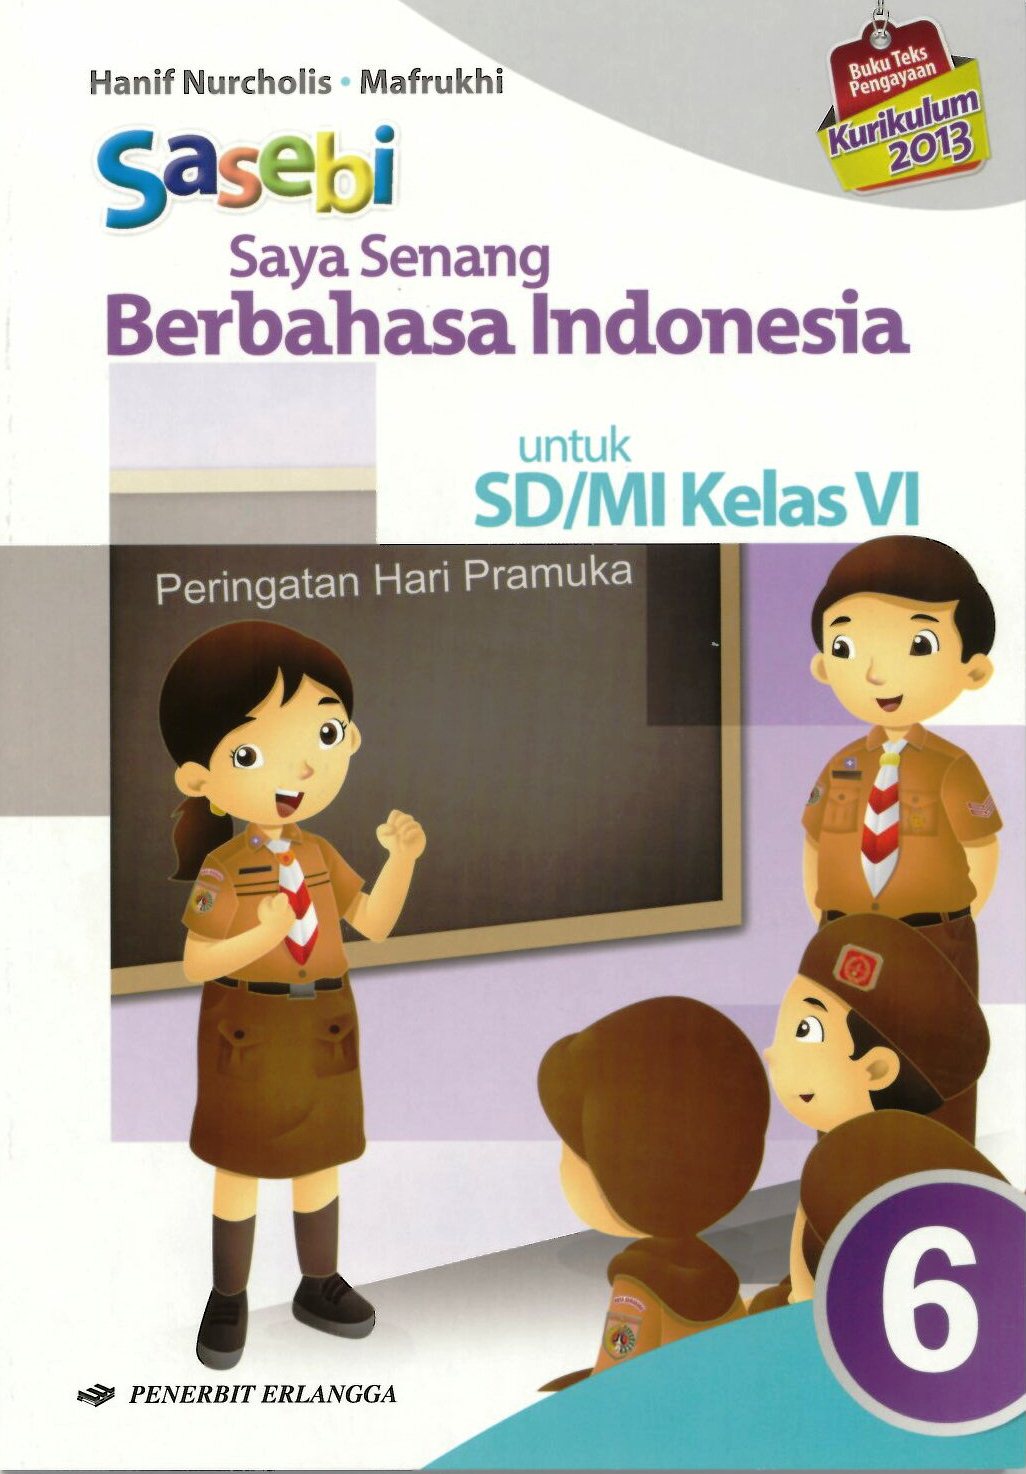 Hanif Nurcholis • Mafrukhi
Buku Teks
Pengayaan
Kurikulum
2013
Sasebi
Saya Senang
Berbahasa Indonesia
untuk
SD/MI Kelas VI
Peringatan Hari Pramuka
6
PENERBIT ERLANGGA